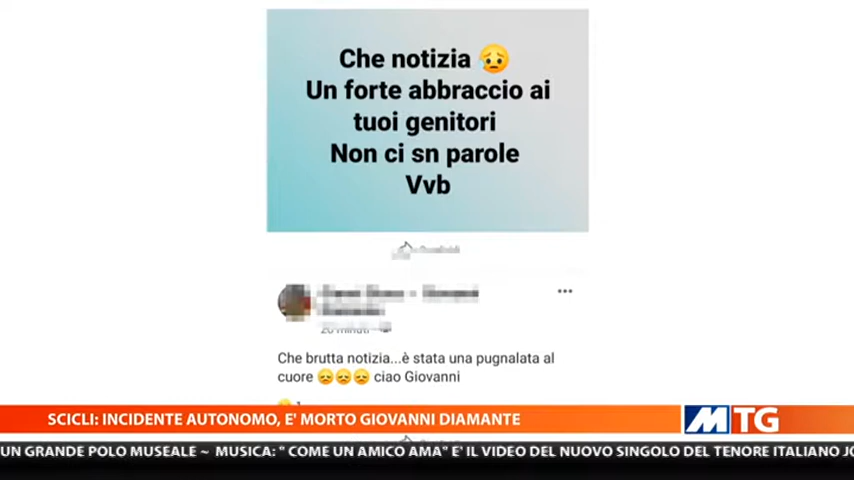 Che notizia 😥
Un forte abbraccio ai
tuoi genitori
Non ci sn parole
Vvb
20 minuti
Che brutta notizia...è stata una pugnalata al
cuore 😞😞😞 ciao Giovanni
SCICLI: INCIDENTE AUTONOMO, E' MORTO GIOVANNI DIAMANTE
MTG
UN GRANDE POLO MUSEALE ~ MUSICA: " COME UN AMICO AMA" E' IL VIDEO DEL NUOVO SINGOLO DEL TENORE ITALIANO